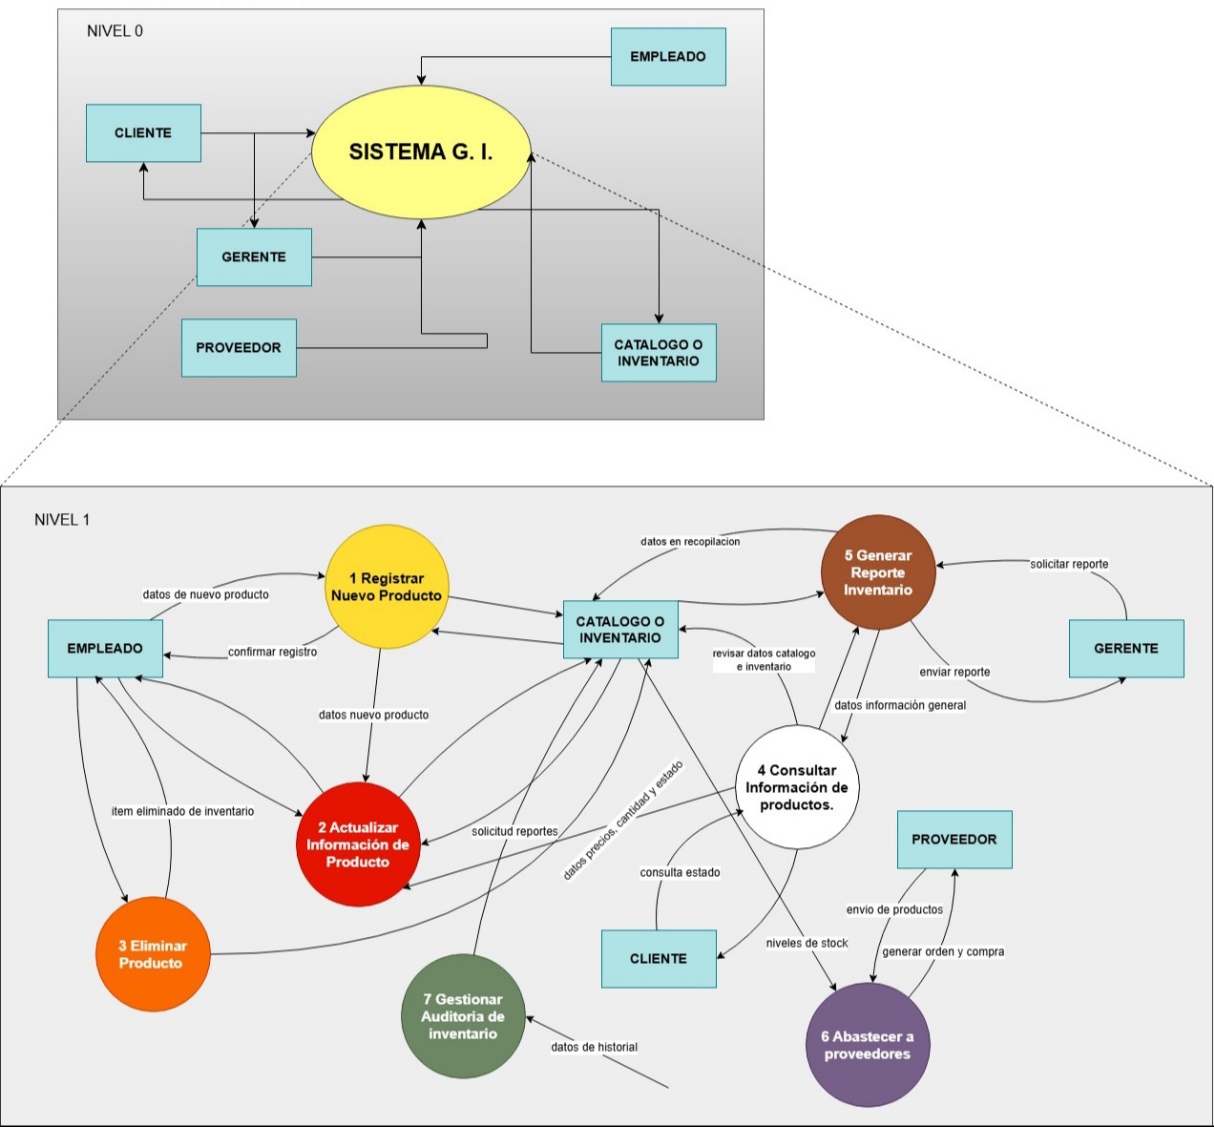 NIVEL 0
EMPLEADO
CLIENTE
SISTEMA G. I.
GERENTE
PROVEEDOR
CATALOGO O
INVENTARIO
NIVEL 1
1 Registrar
Nuevo Producto
5 Generar
Reporte
Inventario
datos en recopilacion
solicitar reporte
datos de nuevo producto
CATALOGO O
INVENTARIO
EMPLEADO
confirmar registro
revisar datos catalogo
e inventario
GERENTE
enviar reporte
datos nuevo producto
datos información general
4 Consultar
Información de
productos.
item eliminado de inventario
2 Actualizar
Información de
Producto
solicitud reportes
datos precios, cantidad y estado
PROVEEDOR
consulta estado
envio de productos
3 Eliminar
Producto
niveles de stock
generar orden y compra
CLIENTE
7 Gestionar
Auditoria de
inventario
datos de historial
6 Abastecer a
proveedores